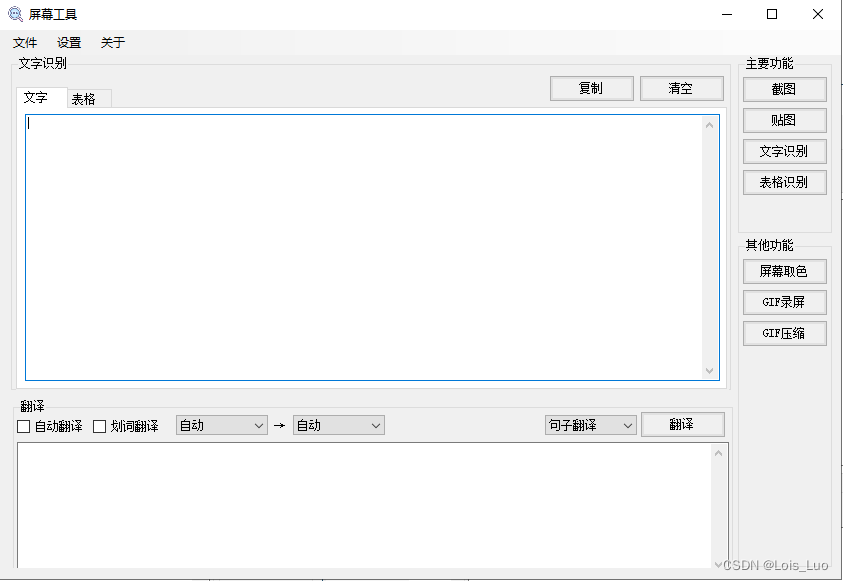 屏幕工具
文件 设置 关于
文字识别
文字 表格 复制 清空
主要功能
截图
贴图
文字识别
表格识别
其他功能
屏幕取色
GIF录屏
GIF压缩
翻译
自动翻译 划词翻译 自动 → 自动 句子翻译 翻译
CSDN @Lois_Luo